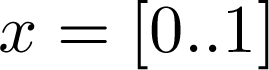 x = [0..1]